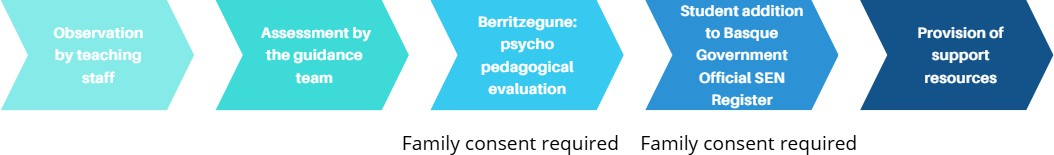 Observation
by teaching
staff
Assessment by
the guidance
team
Berritzegune:
psycho
pedagogical
evaluation
Student addition
to Basque
Government
Official SEN
Register
Provision of
support
resources
Family consent required
Family consent required